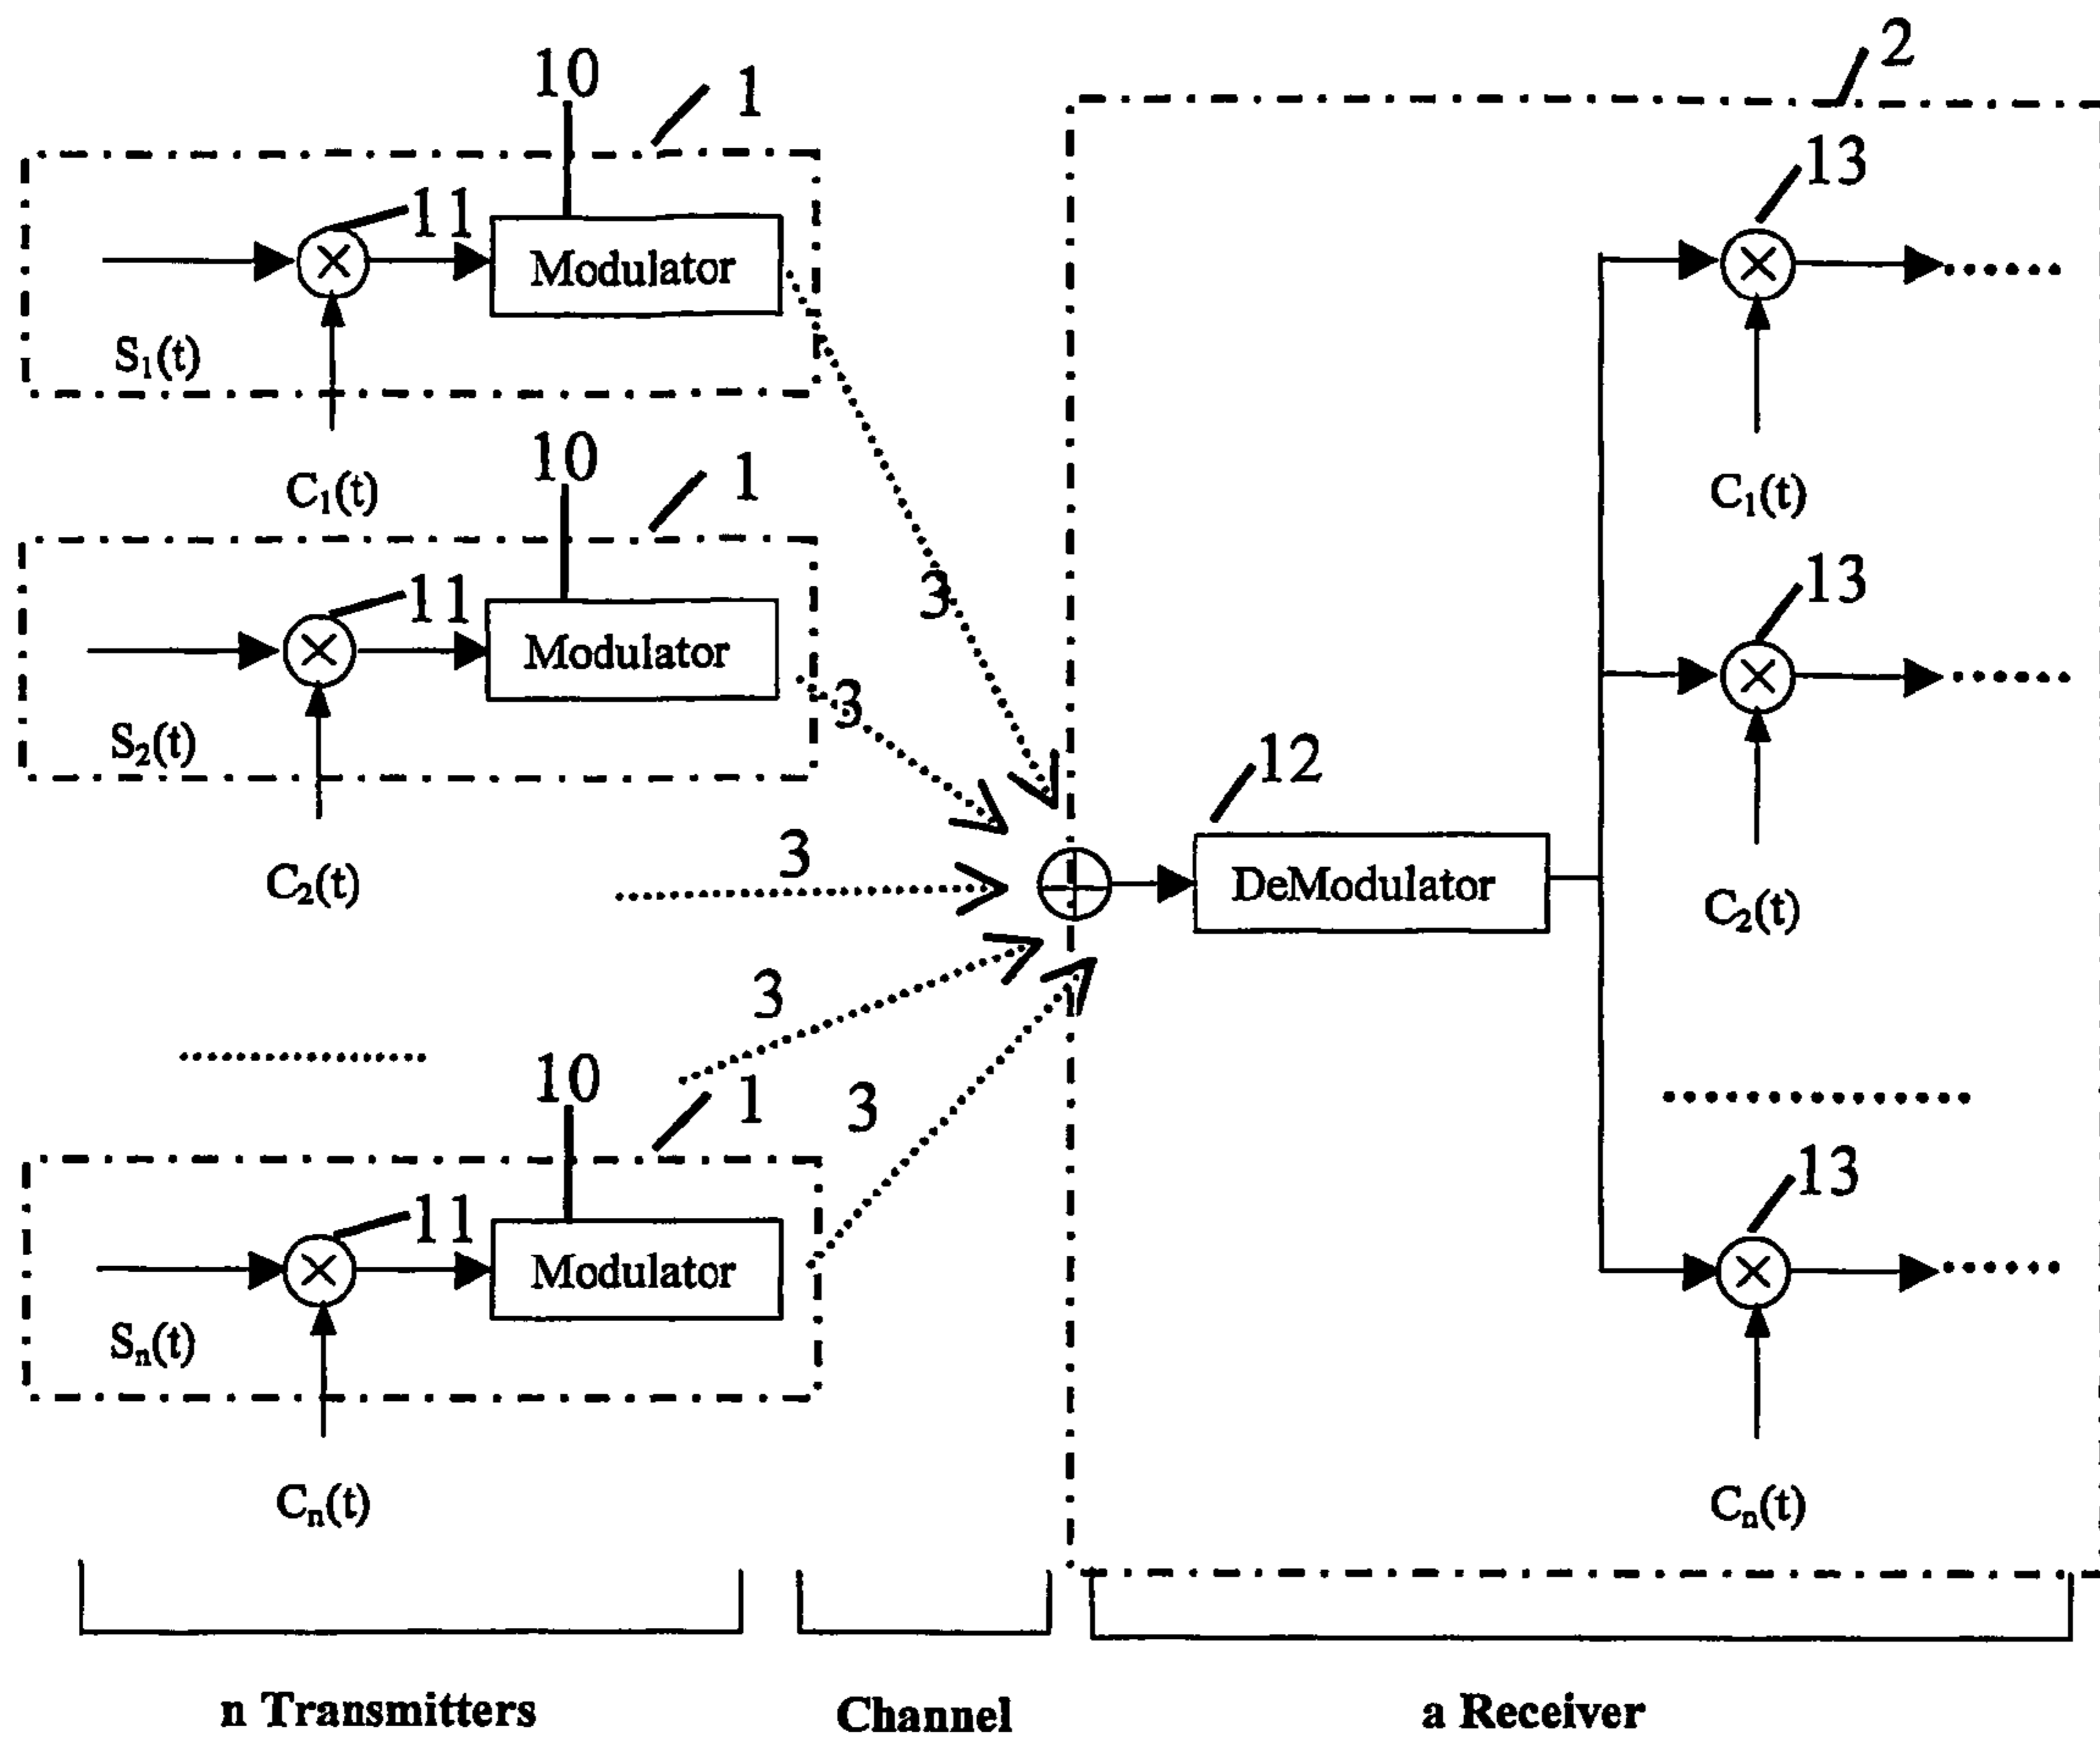 2
10
1
13
11
Modulator
S₁(t)
C₁(t)
C₁(t)
10
1
13
11
3
Modulator
3
S₂(t)
12
C₂(t)
3
DeModulator
C₂(t)
3
10
1
3
13
11
Modulator
Sₙ(t)
Cₙ(t)
Cₙ(t)
n Transmitters
Channel
a Receiver